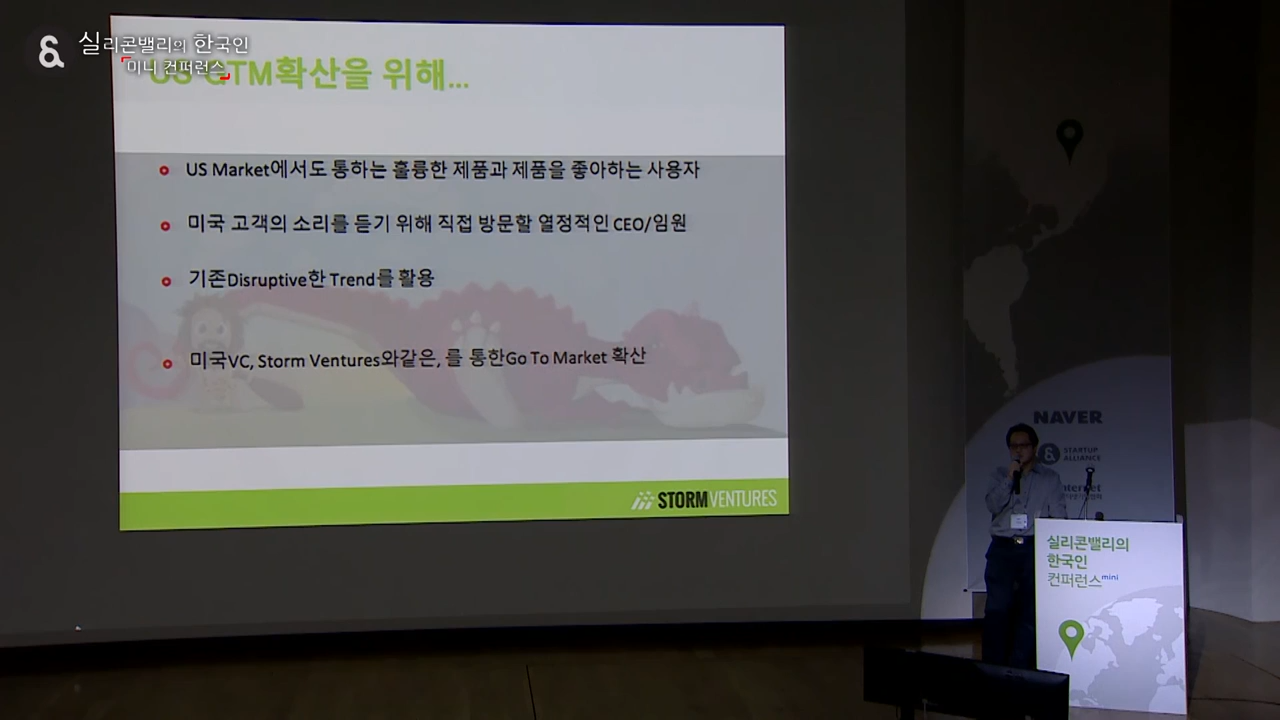 실리콘밸리의 한국인
미니 컨퍼런스
GTM확산을 위해...
US Market에서도 통하는 훌륭한 제품과 제품을 좋아하는 사용자
미국 고객의 소리를 듣기 위해 직접 방문할 열정적인 CEO/임원
기존Disruptive한 Trend를 활용
미국VC, Storm Ventures와같은, 를 통한Go To Market 확산
STORMVENTURES
NAVER
STARTUP
ALLIANCE
실리콘밸리의
한국인
컨퍼런스mini